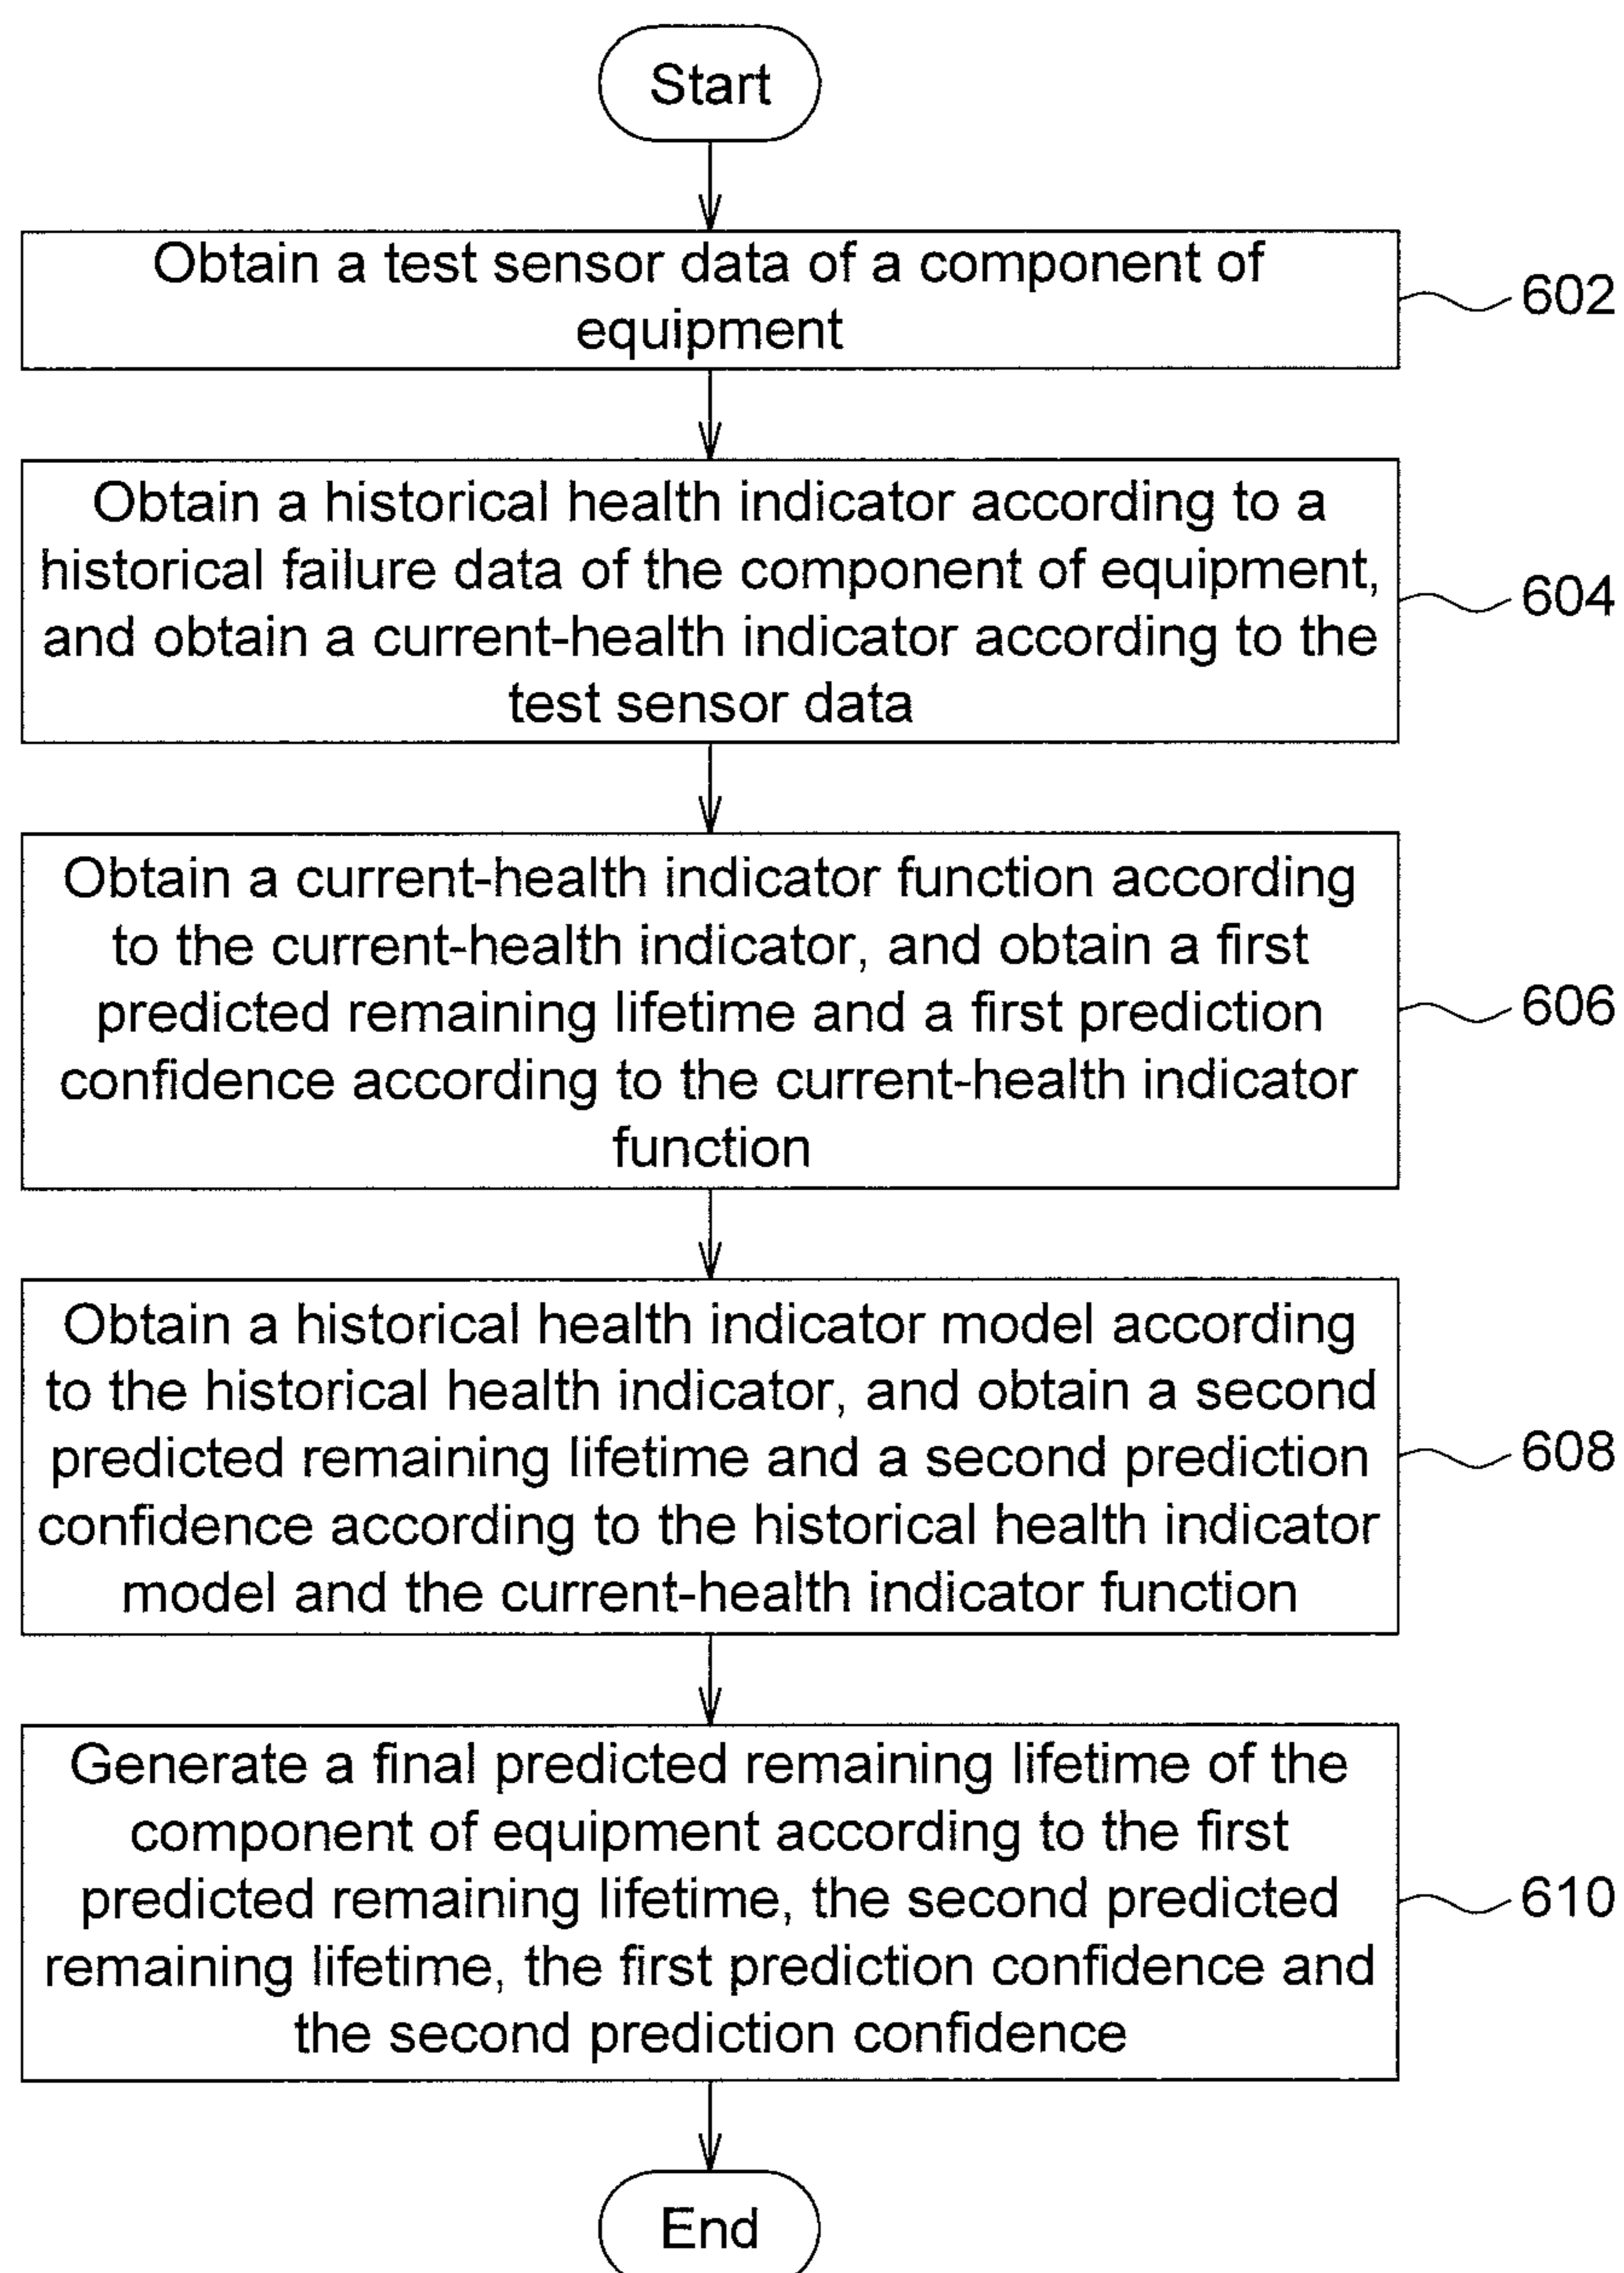 Start
Obtain a test sensor data of a component of
equipment
602
Obtain a historical health indicator according to a
historical failure data of the component of equipment,
and obtain a current-health indicator according to the
test sensor data
604
Obtain a current-health indicator function according
to the current-health indicator, and obtain a first
predicted remaining lifetime and a first prediction
confidence according to the current-health indicator
function
606
Obtain a historical health indicator model according
to the historical health indicator, and obtain a second
predicted remaining lifetime and a second prediction
confidence according to the historical health indicator
model and the current-health indicator function
608
Generate a final predicted remaining lifetime of the
component of equipment according to the first
predicted remaining lifetime, the second predicted
remaining lifetime, the first prediction confidence and
the second prediction confidence
610
End